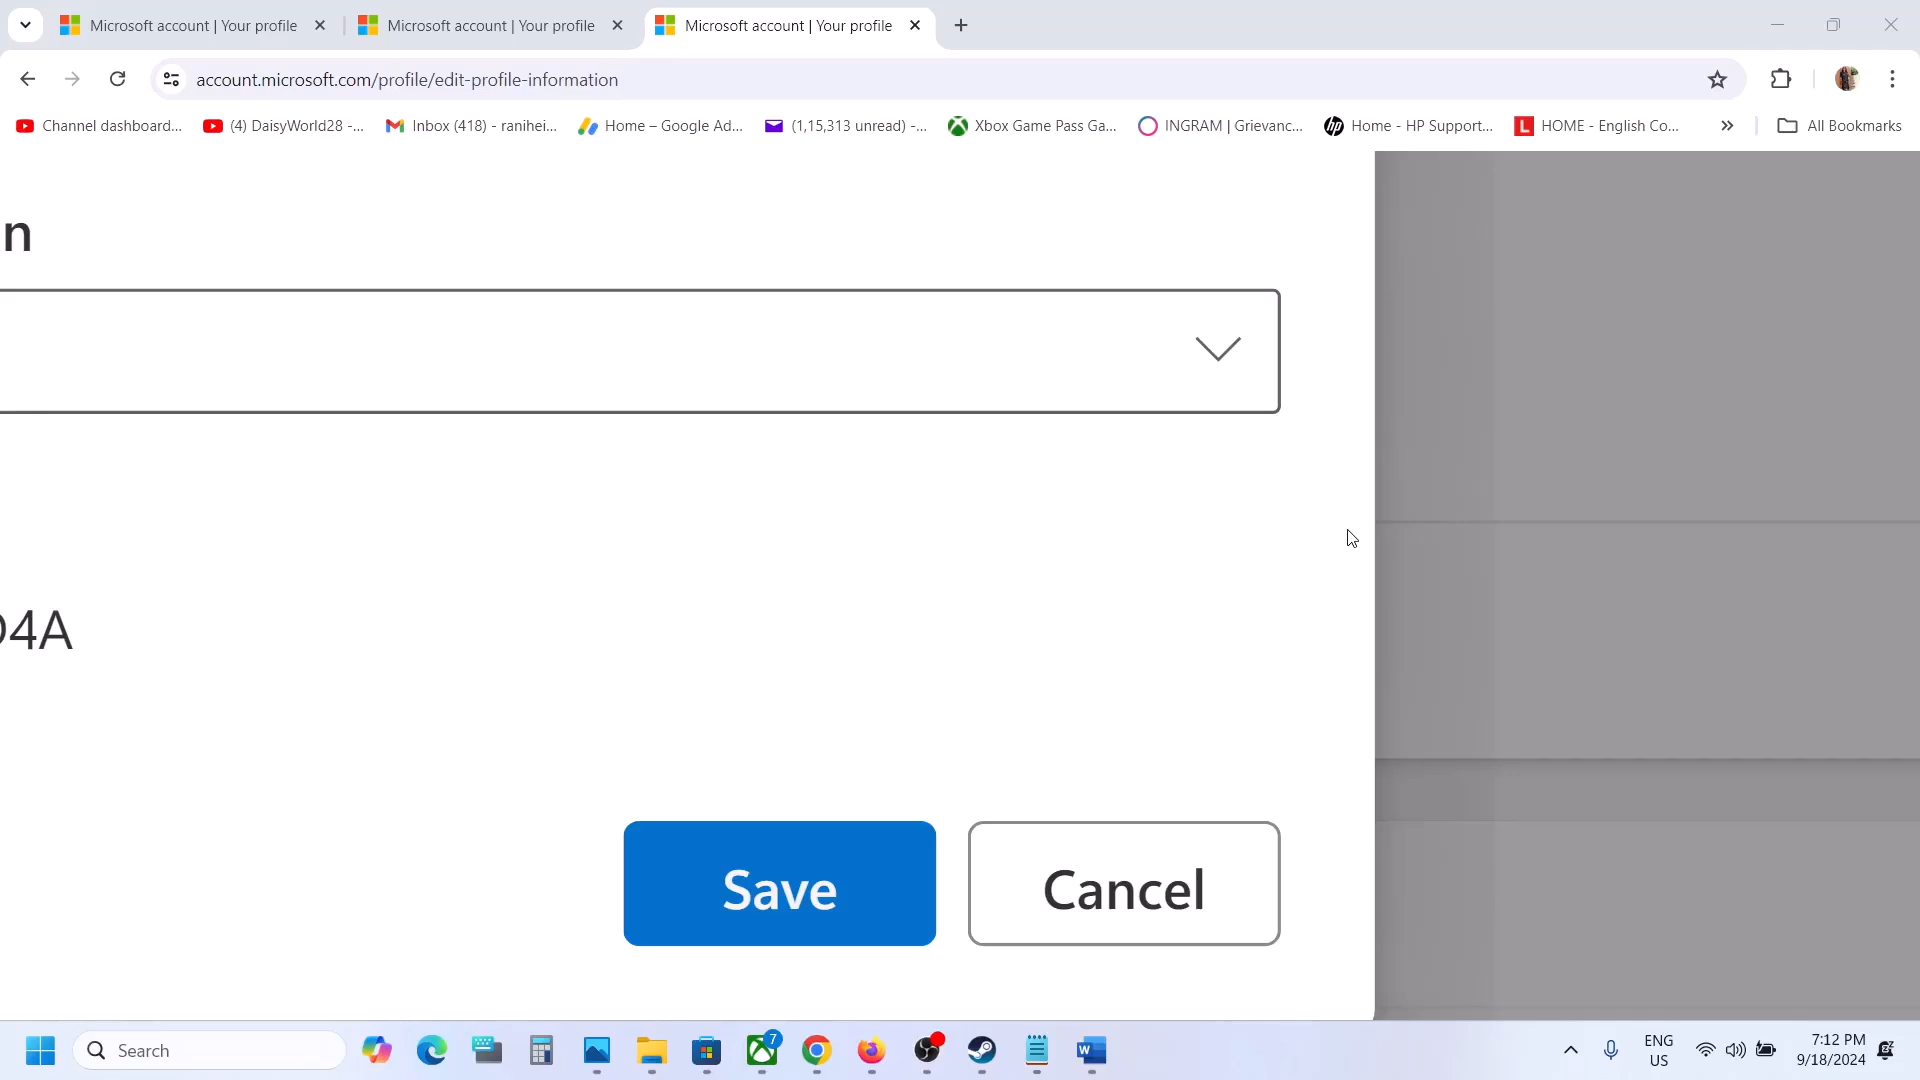 Microsoft account | Your profile
Microsoft account | Your profile
Microsoft account | Your profile
account.microsoft.com/profile/edit-profile-information
Channel dashboard...
(4) DaisyWorld28 -...
Inbox (418) - ranihei...
Home – Google Ad...
(1,15,313 unread) -...
Xbox Game Pass Ga...
INGRAM | Grievanc...
Home - HP Support...
HOME - English Co...
All Bookmarks
n
D4A
Save
Cancel
Search
7
ENG
US
7:12 PM
9/18/2024